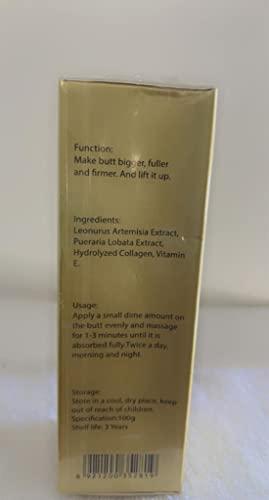 Function:
Make butt bigger, fuller
and firmer. And lift it up.
Ingredients:
Leonurus Artemisia Extract,
Pueraria Lobata Extract,
Hydrolyzed Collagen, Vitamin
E.
Usage:
Apply a small dime amount on
the butt evenly and massage
for 1-3 minutes until it is
absorbed fully.Twice a day,
morning and night.
Storage:
Store in a cool, dry place, keep
out of reach of children.
Specification:100g
Shelf life: 3 Years
8 921200 352819